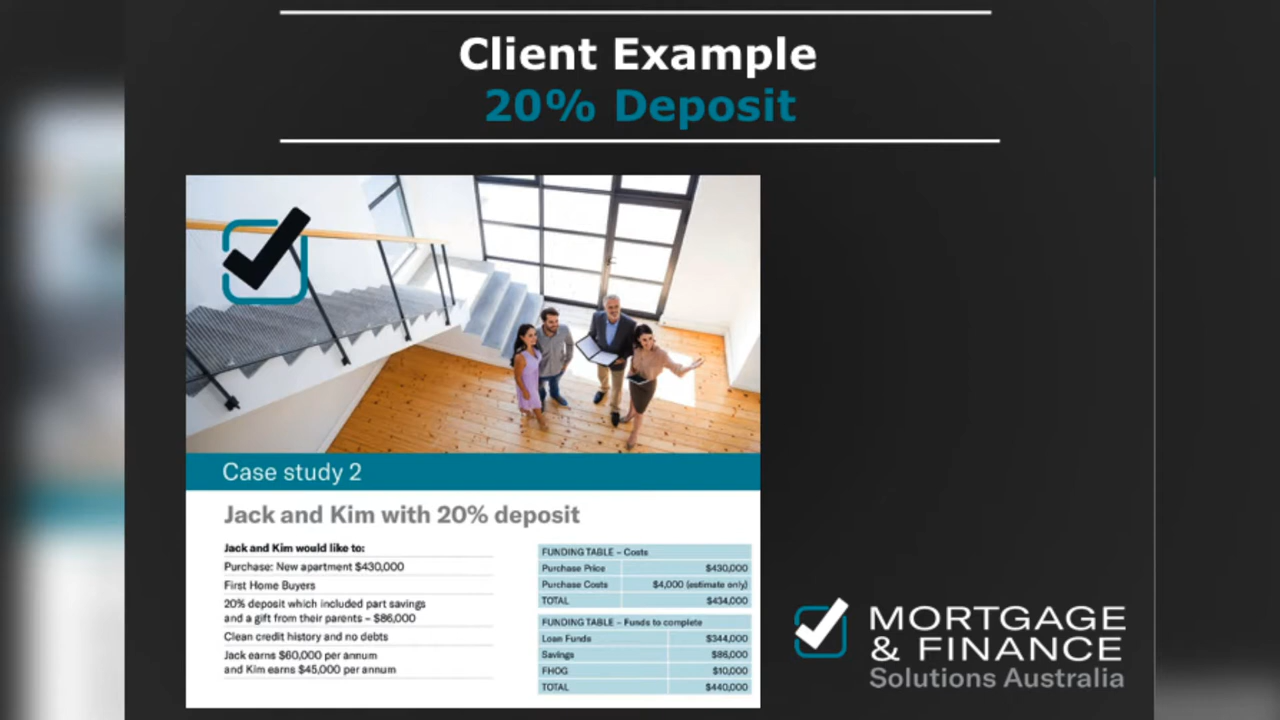 Client Example
20% Deposit
Case study 2
Jack and Kim with 20% deposit
Jack and Kim would like to:
Purchase: New apartment $430,000
First Home Buyers
20% deposit which included part savings
and a gift from their parents – $86,000
Clean credit history and no debts
Jack earns $60,000 per annum
and Kim earns $45,000 per annum
FUNDING TABLE – Costs
Purchase Price $430,000
Purchase Costs $4,000 (estimate only)
TOTAL $434,000
FUNDING TABLE – Funds to complete
Loan Funds $344,000
Savings $86,000
FHOG $10,000
TOTAL $440,000
MORTGAGE
& FINANCE
Solutions Australia